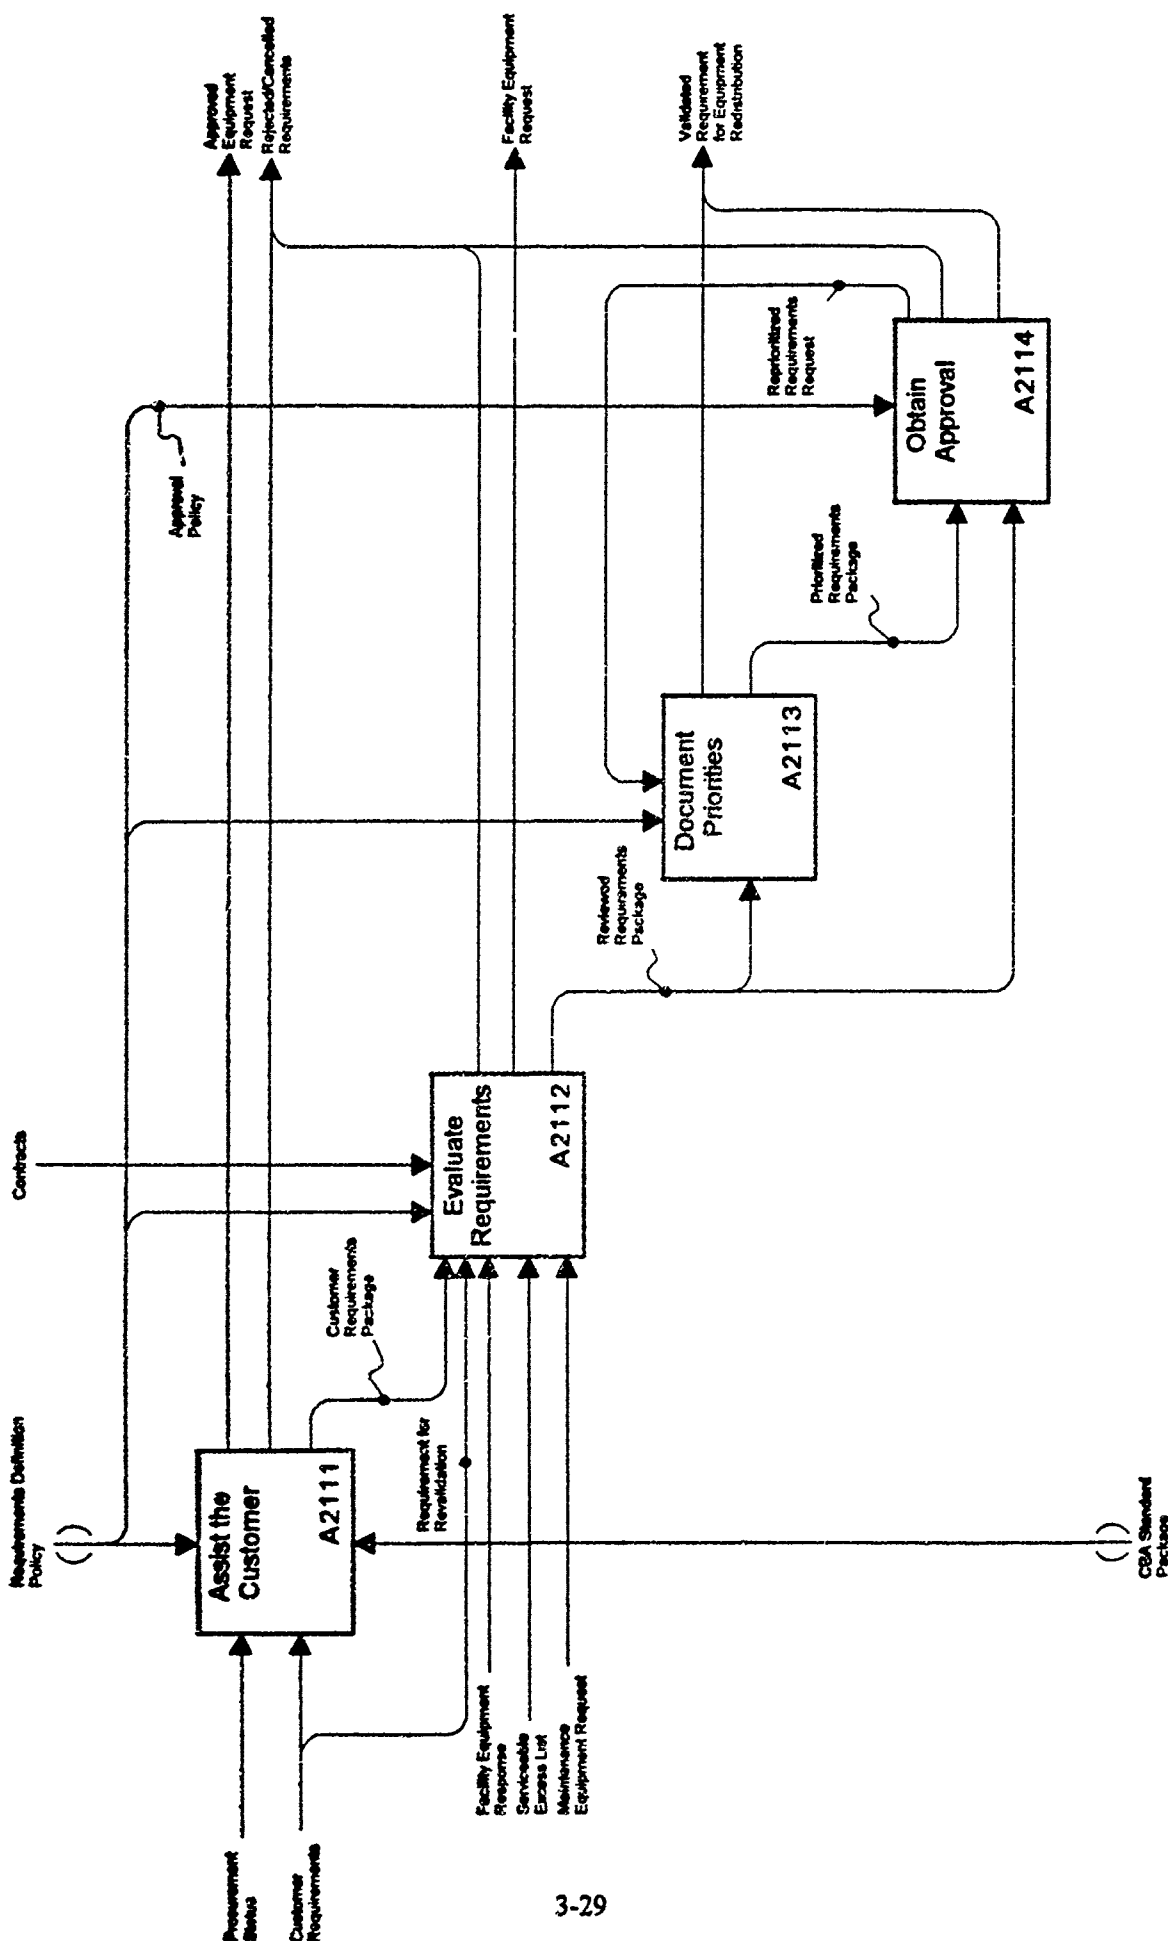 Requirements Definition
Policy
Contracts
Approval
Policy
Approved
Equipment
Request
Rejected/Cancelled
Requirements
Procurement
Status
Customer
Requirements
Assist the
Customer
A2111
Customer
Requirements
Package
Requirement for
Revalidation
Facility Equipment
Response
Serviceable
Excess List
Maintenance
Equipment Request
Evaluate
Requirements
A2112
Facility Equipment
Request
Reviewed
Requirements
Package
Document
Priorities
A2113
Validated
Requirement
for Equipment
Redistribution
Prioritized
Requirements
Package
Reprioritized
Requirements
Request
Obtain
Approval
A2114
CBA Standard
Package
3-29